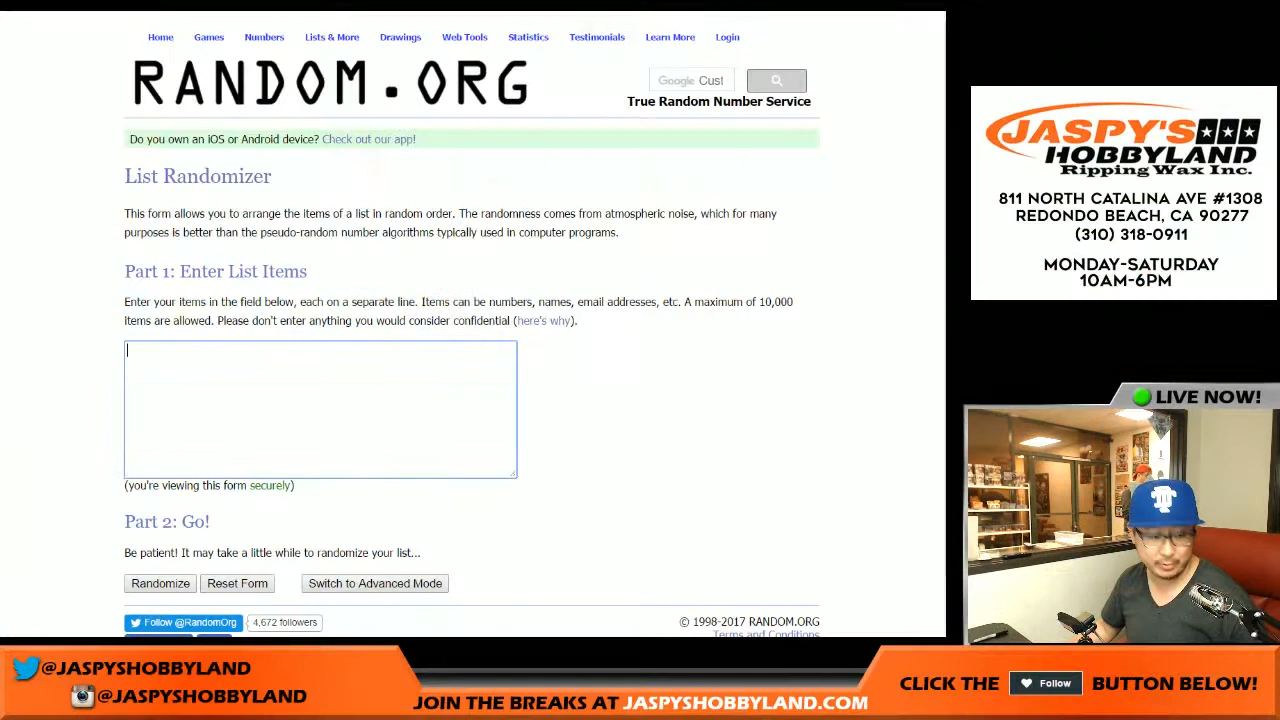 Home Games Numbers Lists & More Drawings Web Tools Statistics Testimonials Learn More Login
RANDOM.ORG
Google Cust
True Random Number Service
Do you own an iOS or Android device? Check out our app!
List Randomizer
This form allows you to arrange the items of a list in random order. The randomness comes from atmospheric noise, which for many
purposes is better than the pseudo-random number algorithms typically used in computer programs.
Part 1: Enter List Items
Enter your items in the field below, each on a separate line. Items can be numbers, names, email addresses, etc. A maximum of 10,000
items are allowed. Please don't enter anything you would consider confidential (here's why).
(you're viewing this form securely)
Part 2: Go!
Be patient! It may take a little while to randomize your list...
Randomize Reset Form Switch to Advanced Mode
Follow @RandomOrg 4,672 followers
© 1998-2017 RANDOM.ORG
Terms and Conditions
JASPY'S
HOBBYLAND
Ripping Wax Inc.
811 NORTH CATALINA AVE #1308
REDONDO BEACH, CA 90277
(310) 318-0911
MONDAY-SATURDAY
10AM-6PM
LIVE NOW!
@JASPYSHOBBYLAND
@JASPYSHOBBYLAND
JOIN THE BREAKS AT JASPYSHOBBYLAND.COM
CLICK THE Follow BUTTON BELOW!